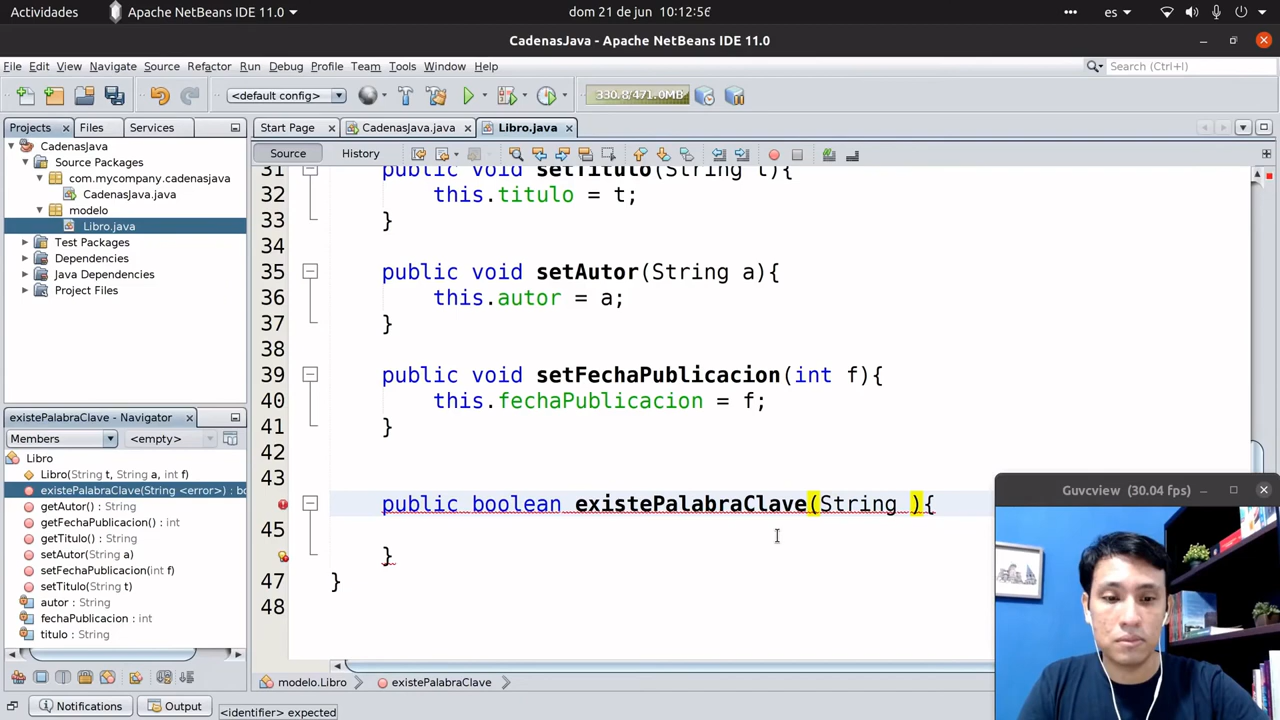 Actividades Apache NetBeans IDE 11.0 dom 21 de jun 10:12:56 es
CadenasJava - Apache NetBeans IDE 11.0
File Edit View Navigate Source Refactor Run Debug Profile Team Tools Window Help Search (Ctrl+I)
<default config> 330.8/471.0MB
Projects Files Services Start Page CadenasJava.java Libro.java
Source History
CadenasJava
Source Packages
com.mycompany.cadenasjava
CadenasJava.java
modelo
Libro.java
Test Packages
Dependencies
Java Dependencies
Project Files
existePalabraClave - Navigator
Members <empty>
Libro
Libro(String t, String a, int f)
existePalabraClave(String <error>) : bo
getAutor() : String
getFechaPublicacion() : int
getTitulo() : String
setAutor(String a)
setFechaPublicacion(int f)
setTitulo(String t)
autor : String
fechaPublicacion : int
titulo : String
31 public void setTitulo(String t){
32 this.titulo = t;
33 }
34
35 public void setAutor(String a){
36 this.autor = a;
37 }
38
39 public void setFechaPublicacion(int f){
40 this.fechaPublicacion = f;
41 }
42
43
public boolean existePalabraClave(String ){
45
}
47 }
48
Guvcview (30.04 fps)
modelo.Libro existePalabraClave
Notifications Output <identifier> expected